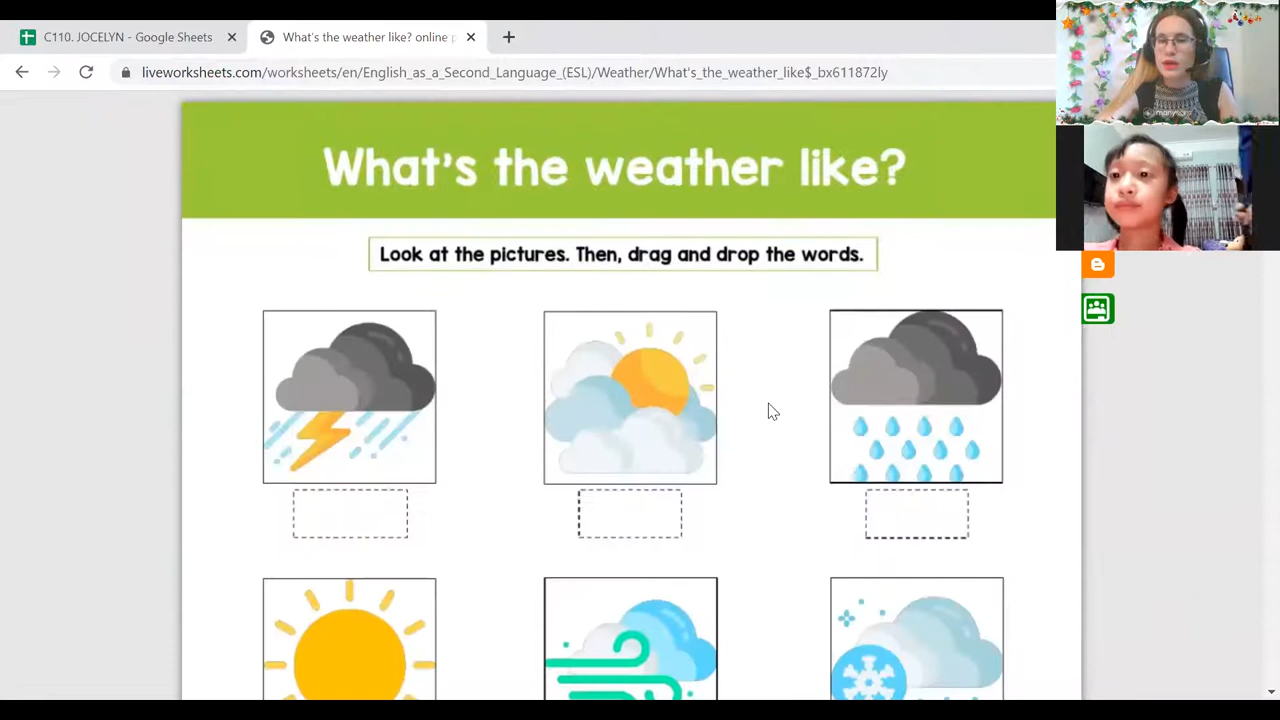 C110. JOCELYN - Google Sheets
What's the weather like? online p
liveworksheets.com/worksheets/en/English_as_a_Second_Language_(ESL)/Weather/What's_the_weather_like$_bx611872ly
What's the weather like?
Look at the pictures. Then, drag and drop the words.